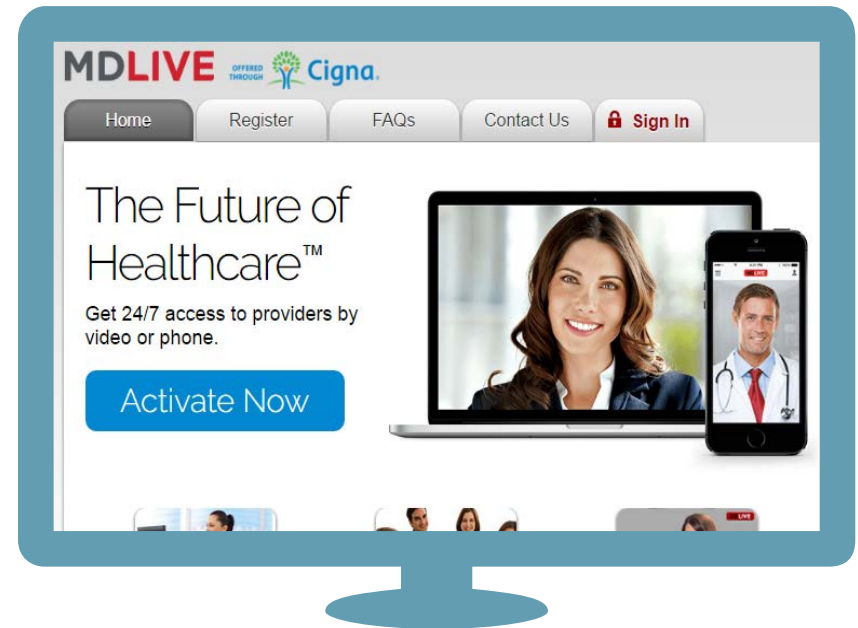 MDLIVE OFFERED THROUGH Cigna.
Home Register FAQs Contact Us Sign In
The Future of
Healthcare™
Get 24/7 access to providers by
video or phone.
Activate Now
LIVE